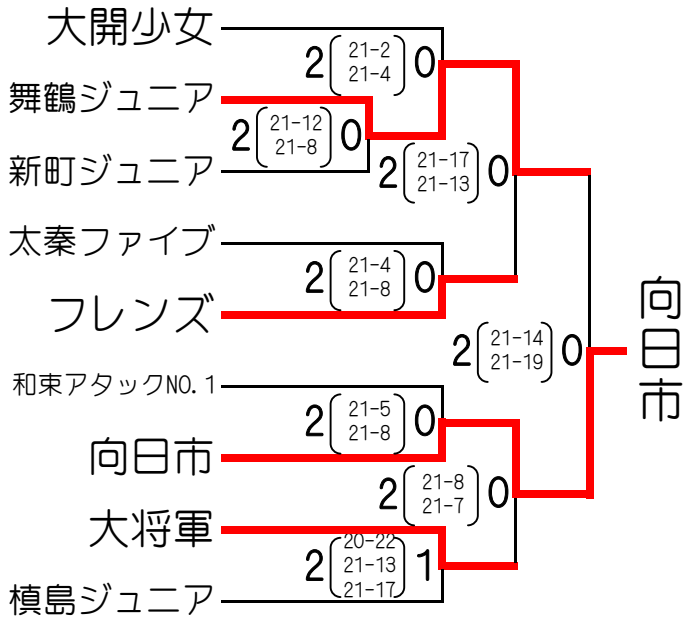 大開少女
2 21-2 0
21-4
舞鶴ジュニア
2 21-12 0
21-8
新町ジュニア
2 21-17 0
21-13
太秦ファイブ
2 21-4 0
21-8
フレンズ
2 21-14 0
21-19
向日市
和束アタックNO.1
2 21-5 0
21-8
向日市
2 21-8 0
21-7
大将軍
2 20-22 1
21-13
21-17
槙島ジュニア